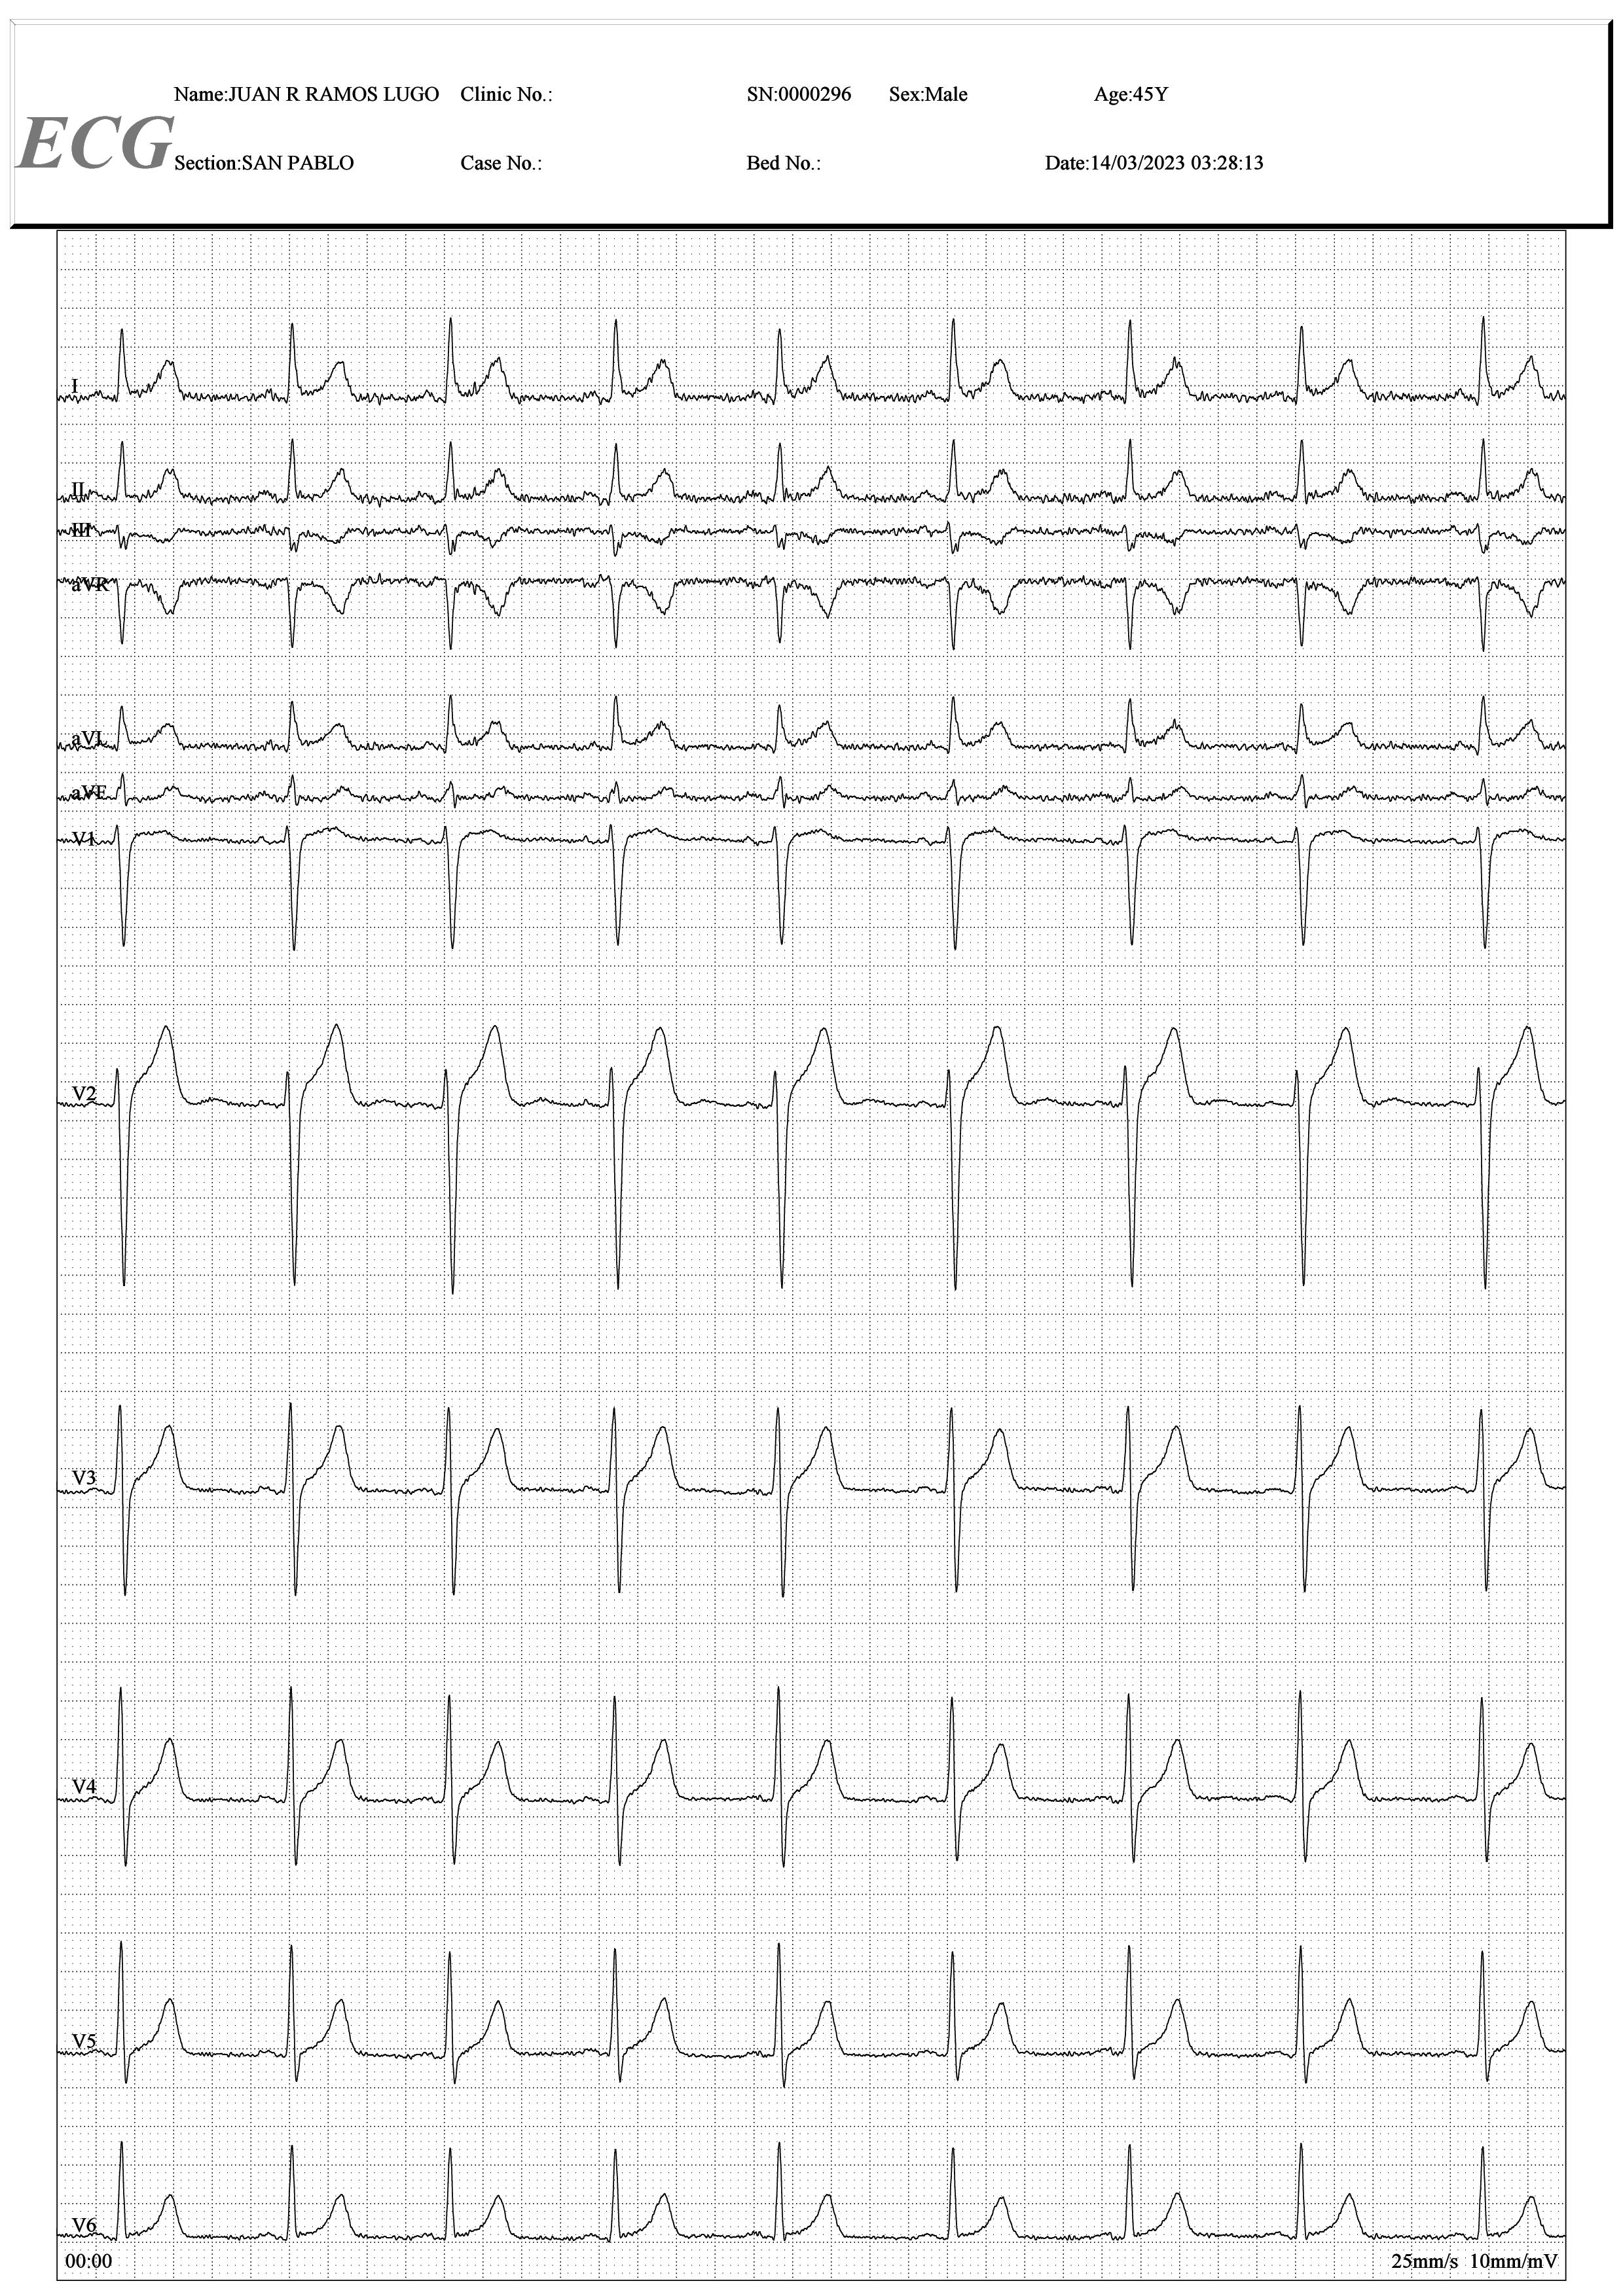 Name:JUAN R RAMOS LUGO Clinic No.: SN:0000296 Sex:Male Age:45Y
ECG
Section:SAN PABLO Case No.: Bed No.: Date:14/03/2023 03:28:13
I
II
III
aVR
aVL
aVF
V1
V2
V3
V4
V5
V6
00:00 25mm/s 10mm/mV